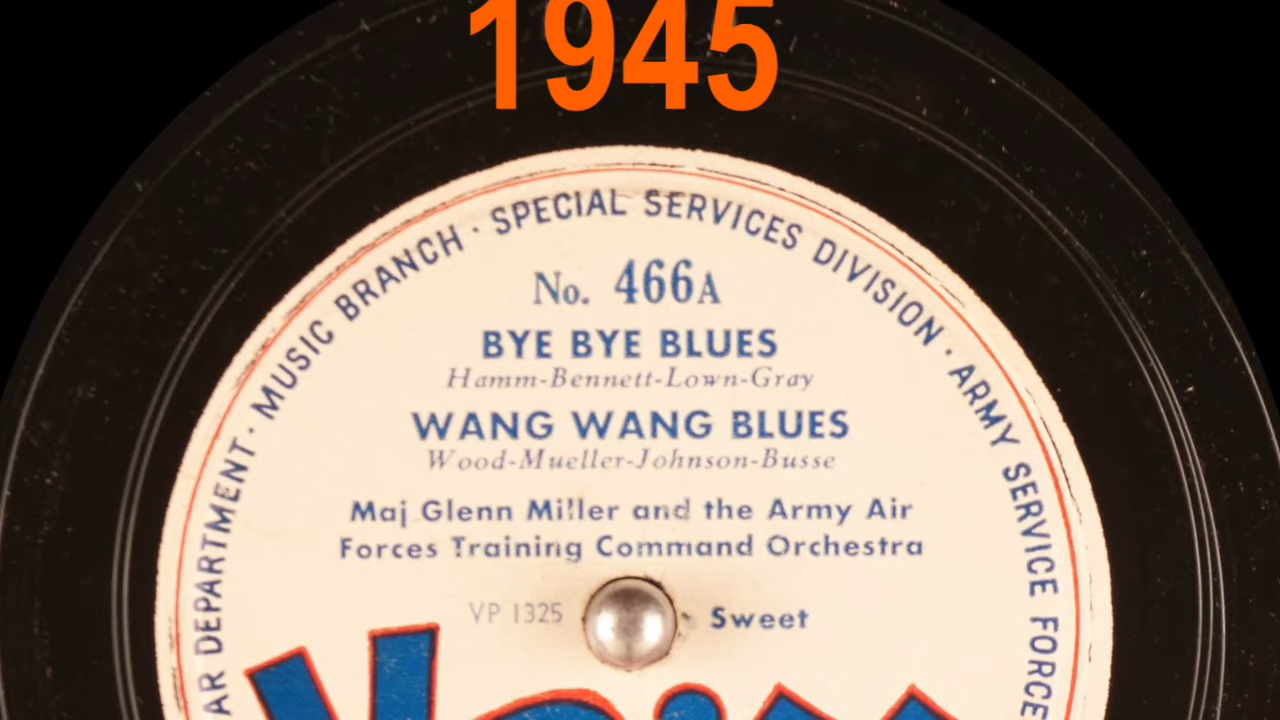 1945
AR DEPARTMENT · MUSIC BRANCH · SPECIAL SERVICES DIVISION · ARMY SERVICE FORCE
No. 466A
BYE BYE BLUES
Hamm-Bennett-Lown-Gray
WANG WANG BLUES
Wood-Mueller-Johnson-Busse
Maj Glenn Miller and the Army Air
Forces Training Command Orchestra
VP 1325 Sweet